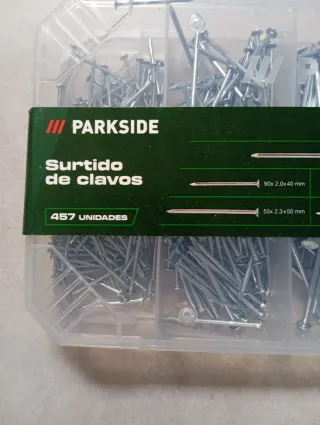 /// PARKSIDE
Surtido
de clavos
457 UNIDADES
90x 2,0x40 mm
55x 2,3x50 mm